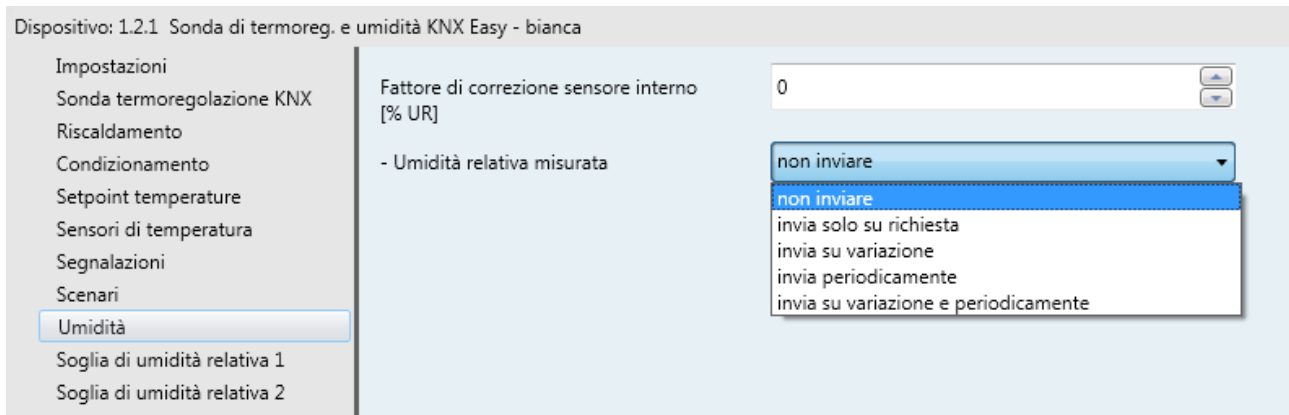 Dispositivo: 1.2.1 Sonda di termoreg. e umidità KNX Easy - bianca
Impostazioni
Sonda termoregolazione KNX
Riscaldamento
Condizionamento
Setpoint temperature
Sensori di temperatura
Segnalazioni
Scenari
Umidità
Soglia di umidità relativa 1
Soglia di umidità relativa 2
Fattore di correzione sensore interno
[% UR]
0
- Umidità relativa misurata
non inviare
non inviare
invia solo su richiesta
invia su variazione
invia periodicamente
invia su variazione e periodicamente